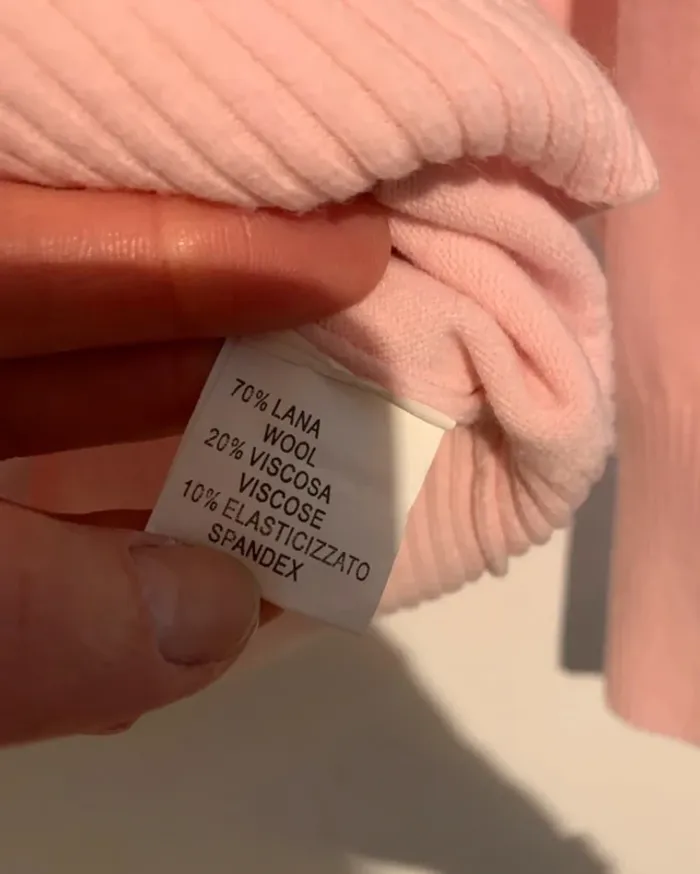 70% LANA
WOOL
20% VISCOSA
VISCOSE
10% ELASTICIZZATO
SPANDEX